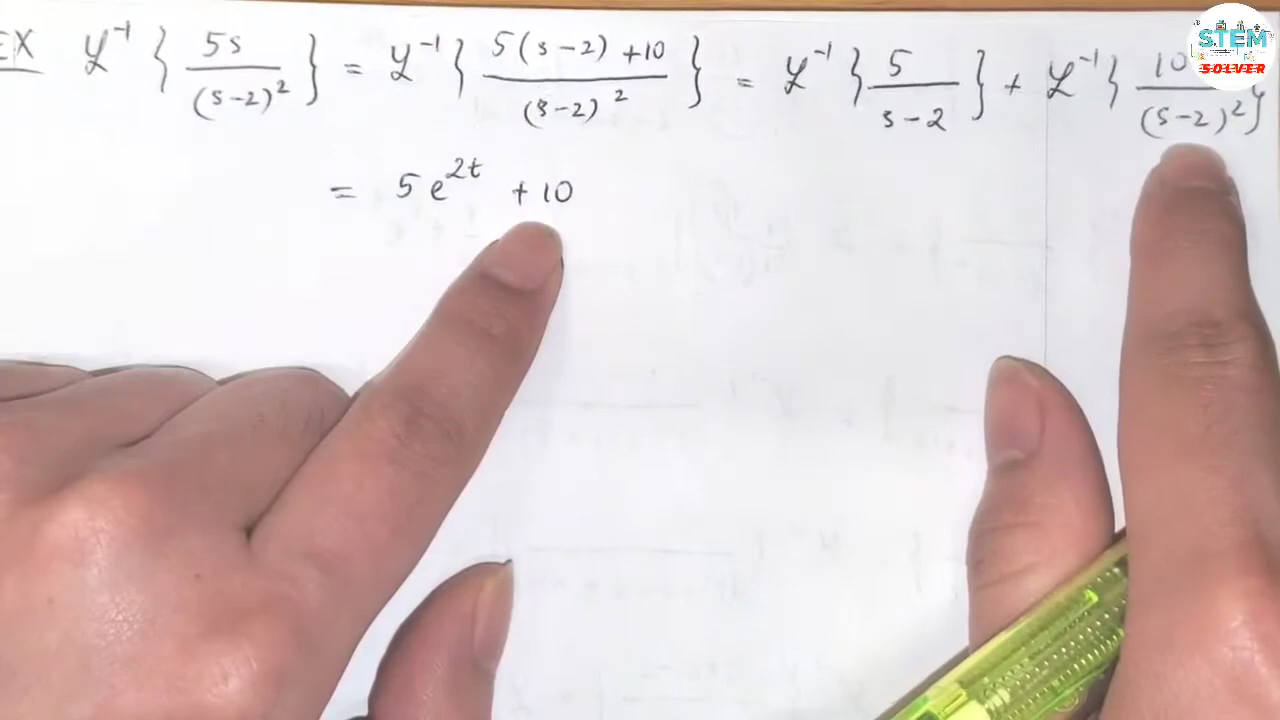 EX ℒ⁻¹ { 5s / (s-2)² } = ℒ⁻¹ { 5(s-2) +10 / (s-2)² } = ℒ⁻¹ { 5 / s-2 } + ℒ⁻¹ { 10 / (s-2)² }
= 5 e^{2t} + 10
STEM
SOLVER